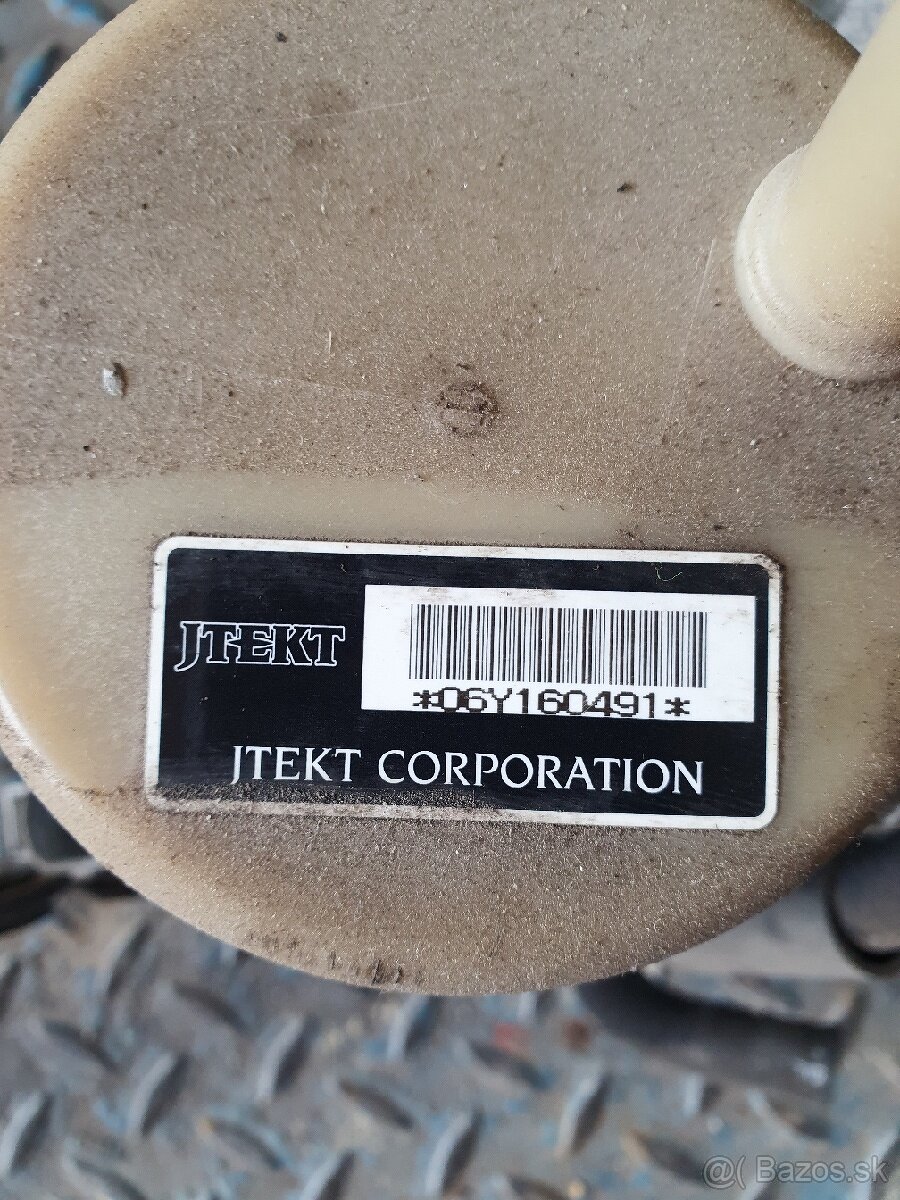 JTEKT
*06Y160491*
JTEKT CORPORATION
@( Bazos.sk